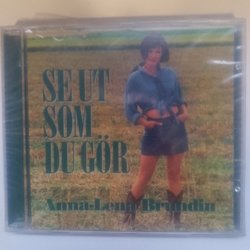 SE UT
SOM
DU GÖR
Anna-Lena Brundin